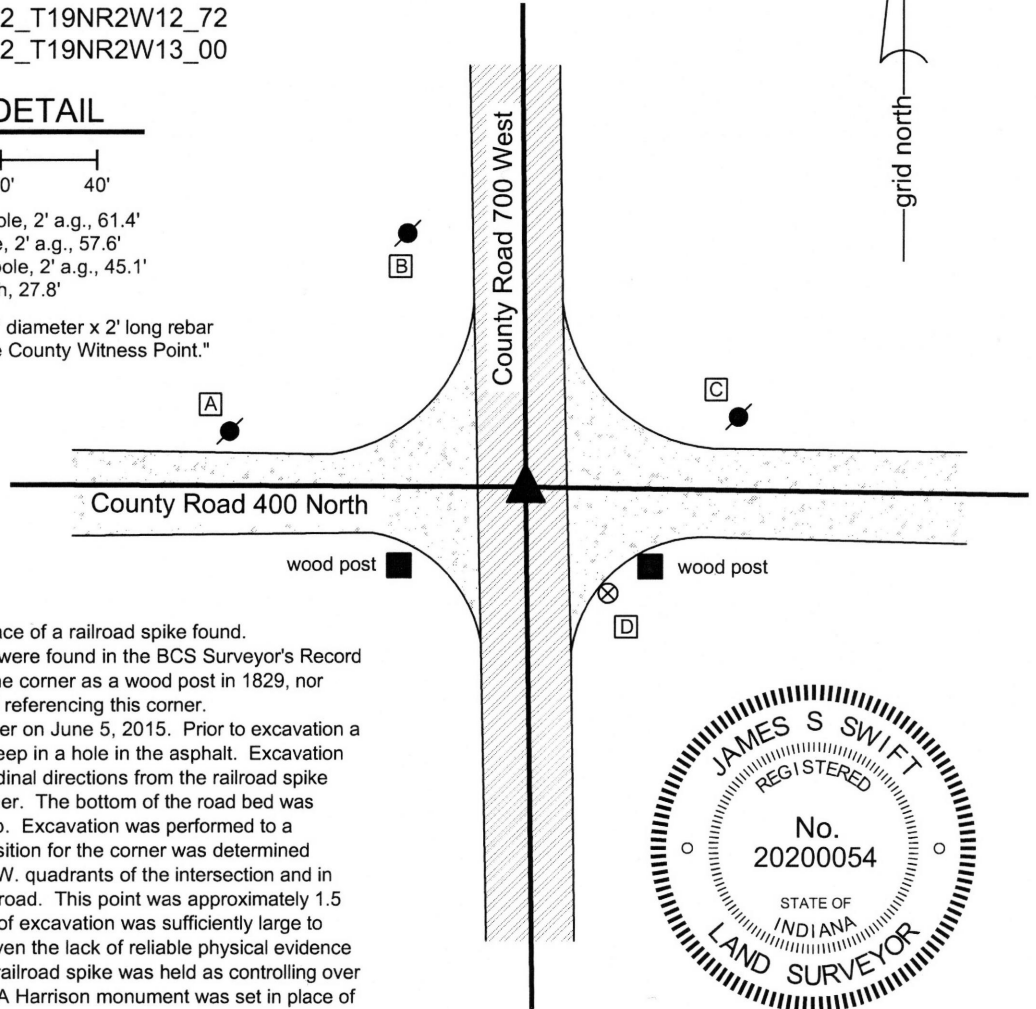 2_T19NR2W12_72
2_T19NR2W13_00
DETAIL
0' 40'
ole, 2' a.g., 61.4'
e, 2' a.g., 57.6'
pole, 2' a.g., 45.1'
h, 27.8'
diameter x 2' long rebar
e County Witness Point."
grid north
County Road 700 West
B
A
C
County Road 400 North
wood post
wood post
D
ace of a railroad spike found.
were found in the BCS Surveyor's Record
he corner as a wood post in 1829, nor
referencing this corner.
er on June 5, 2015. Prior to excavation a
eep in a hole in the asphalt. Excavation
dinal directions from the railroad spike
er. The bottom of the road bed was
o. Excavation was performed to a
sition for the corner was determined
W. quadrants of the intersection and in
road. This point was approximately 1.5
of excavation was sufficiently large to
ven the lack of reliable physical evidence
railroad spike was held as controlling over
A Harrison monument was set in place of
JAMES S SWIFT
REGISTERED
No.
20200054
STATE OF
INDIANA
LAND SURVEYOR